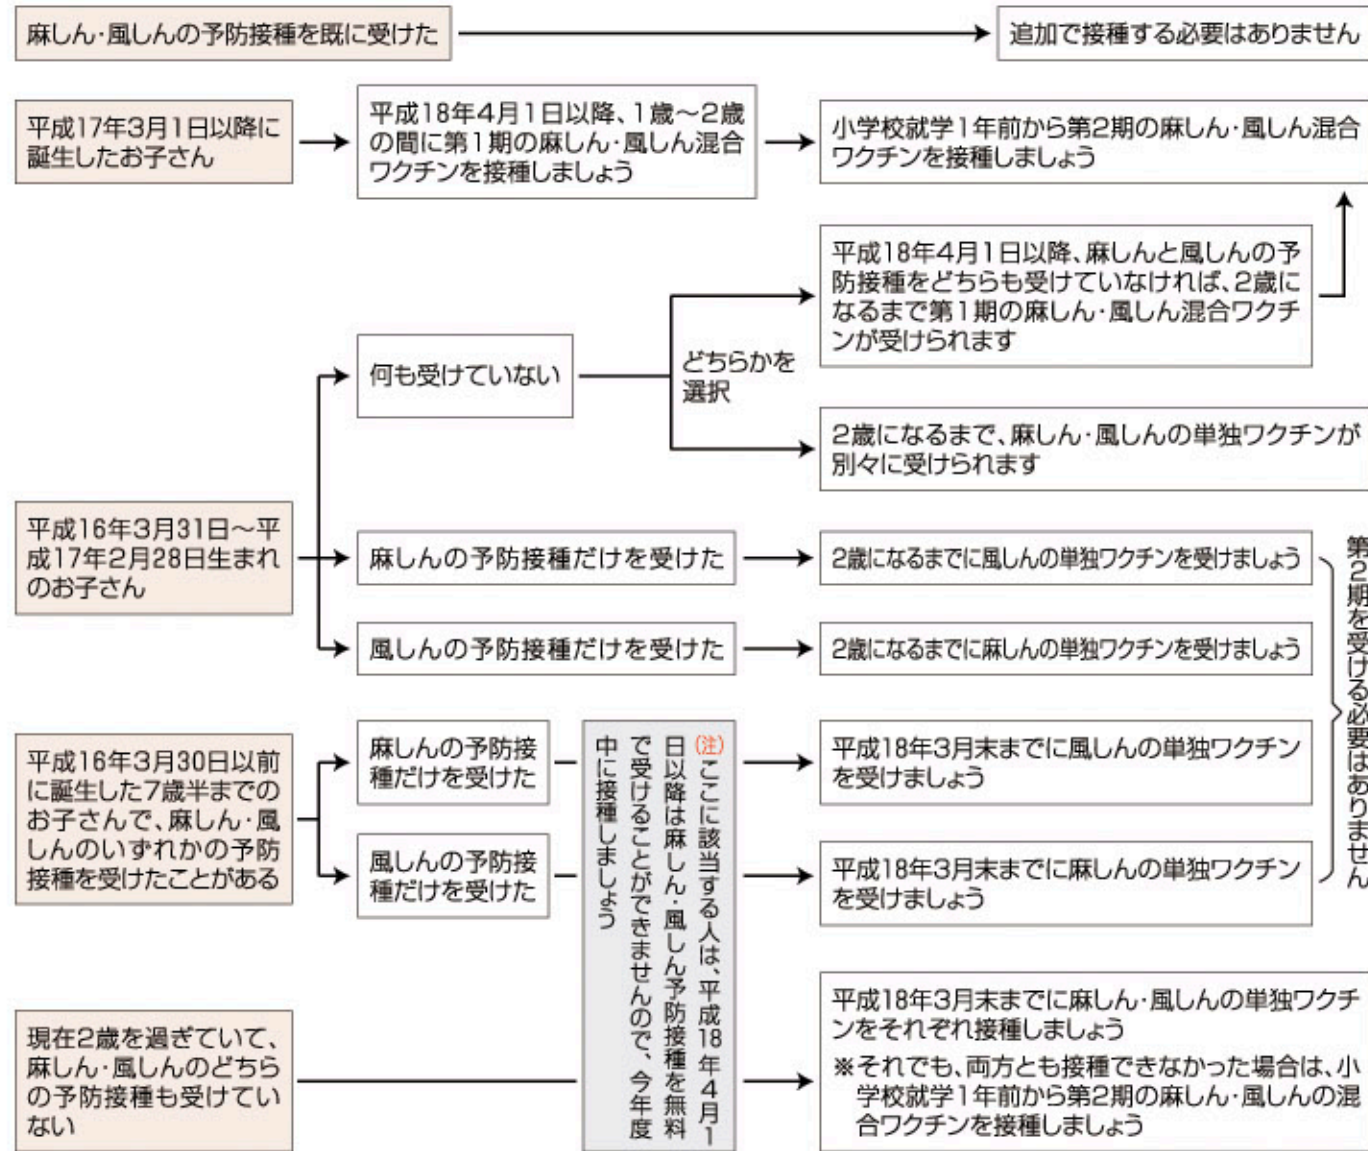 麻しん・風しんの予防接種を既に受けた
追加で接種する必要はありません
平成17年3月1日以降に
誕生したお子さん
平成18年4月1日以降、1歳〜2歳
の間に第1期の麻しん・風しん混合
ワクチンを接種しましょう
小学校就学1年前から第2期の麻しん・風しん混合
ワクチンを接種しましょう
平成16年3月31日〜平
成17年2月28日生まれ
のお子さん
何も受けていない
どちらかを
選択
平成18年4月1日以降、麻しんと風しんの予
防接種をどちらも受けていなければ、2歳に
なるまで第1期の麻しん・風しん混合ワクチ
ンが受けられます
2歳になるまで、麻しん・風しんの単独ワクチンが
別々に受けられます
麻しんの予防接種だけを受けた
2歳になるまでに風しんの単独ワクチンを受けましょう
風しんの予防接種だけを受けた
2歳になるまでに麻しんの単独ワクチンを受けましょう
平成16年3月30日以前
に誕生した7歳半までの
お子さんで、麻しん・風
しんのいずれかの予防
接種を受けたことがある
麻しんの予防接
種だけを受けた
平成18年3月末までに風しんの単独ワクチン
を受けましょう
風しんの予防接
種だけを受けた
平成18年3月末までに麻しんの単独ワクチン
を受けましょう
第2期を受ける必要はありません
(注)ここに該当する人は、平成18年4月1
日以降は麻しん・風しん予防接種を無料
で受けることができませんので、今年度
中に接種しましょう
現在2歳を過ぎていて、
麻しん・風しんのどちら
の予防接種も受けてい
ない
平成18年3月末までに麻しん・風しんの単独ワクチ
ンをそれぞれ接種しましょう
※それでも、両方とも接種できなかった場合は、小
学校就学1年前から第2期の麻しん・風しんの混
合ワクチンを接種しましょう